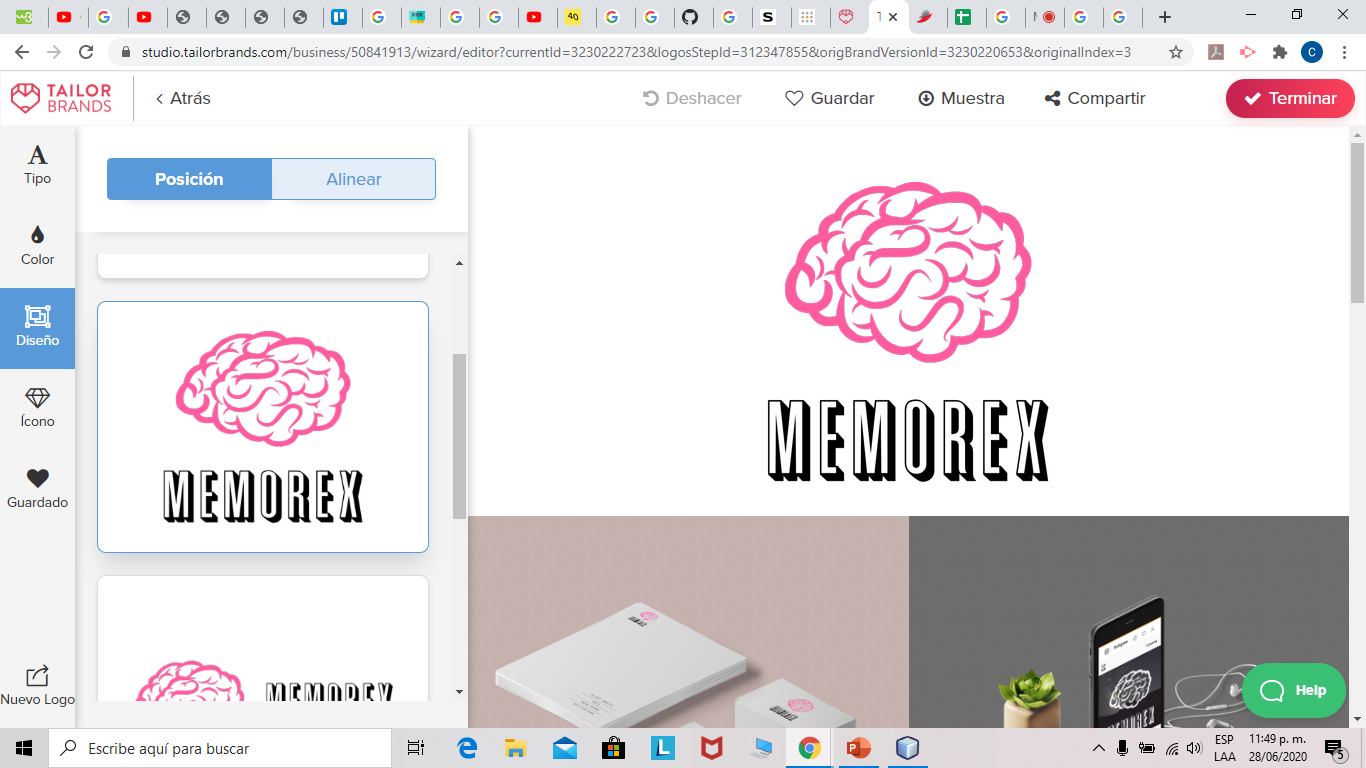 studio.tailorbrands.com/business/50841913/wizard/editor?currentId=3230222723&logosStepId=312347855&origBrandVersionId=3230220653&originalIndex=3
C
TAILOR
BRANDS
Atrás
Deshacer
Guardar
Muestra
Compartir
Terminar
Tipo
Color
Diseño
Ícono
Guardado
Nuevo Logo
Posición
Alinear
MEMOREX
MEMOREX
MEMOREX
MEMOREX
Help
Escribe aquí para buscar
ESP
LAA
11:49 p. m.
28/06/2020
5